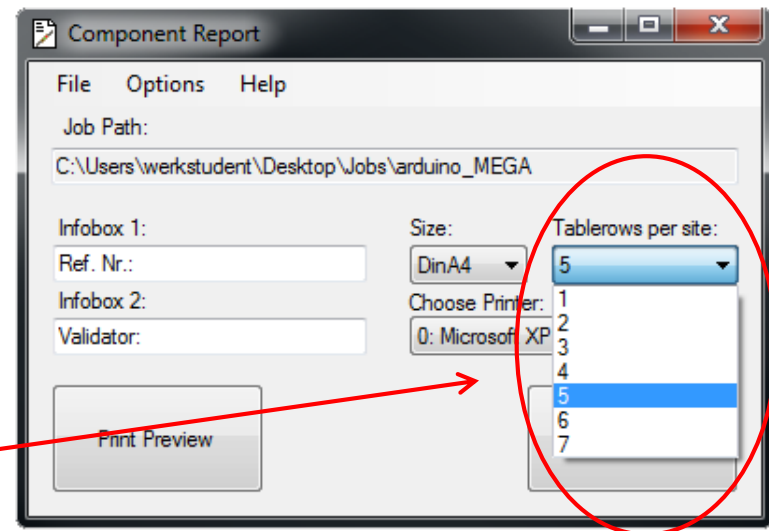 Component Report
File Options Help
Job Path:
C:\Users\werkstudent\Desktop\Jobs\arduino_MEGA
Infobox 1:
Size:
Tablerows per site:
Ref. Nr.:
DinA4
5
Infobox 2:
Choose Printer:
Validator:
0: Microsoft XP
1
2
3
4
5
6
7
Print Preview